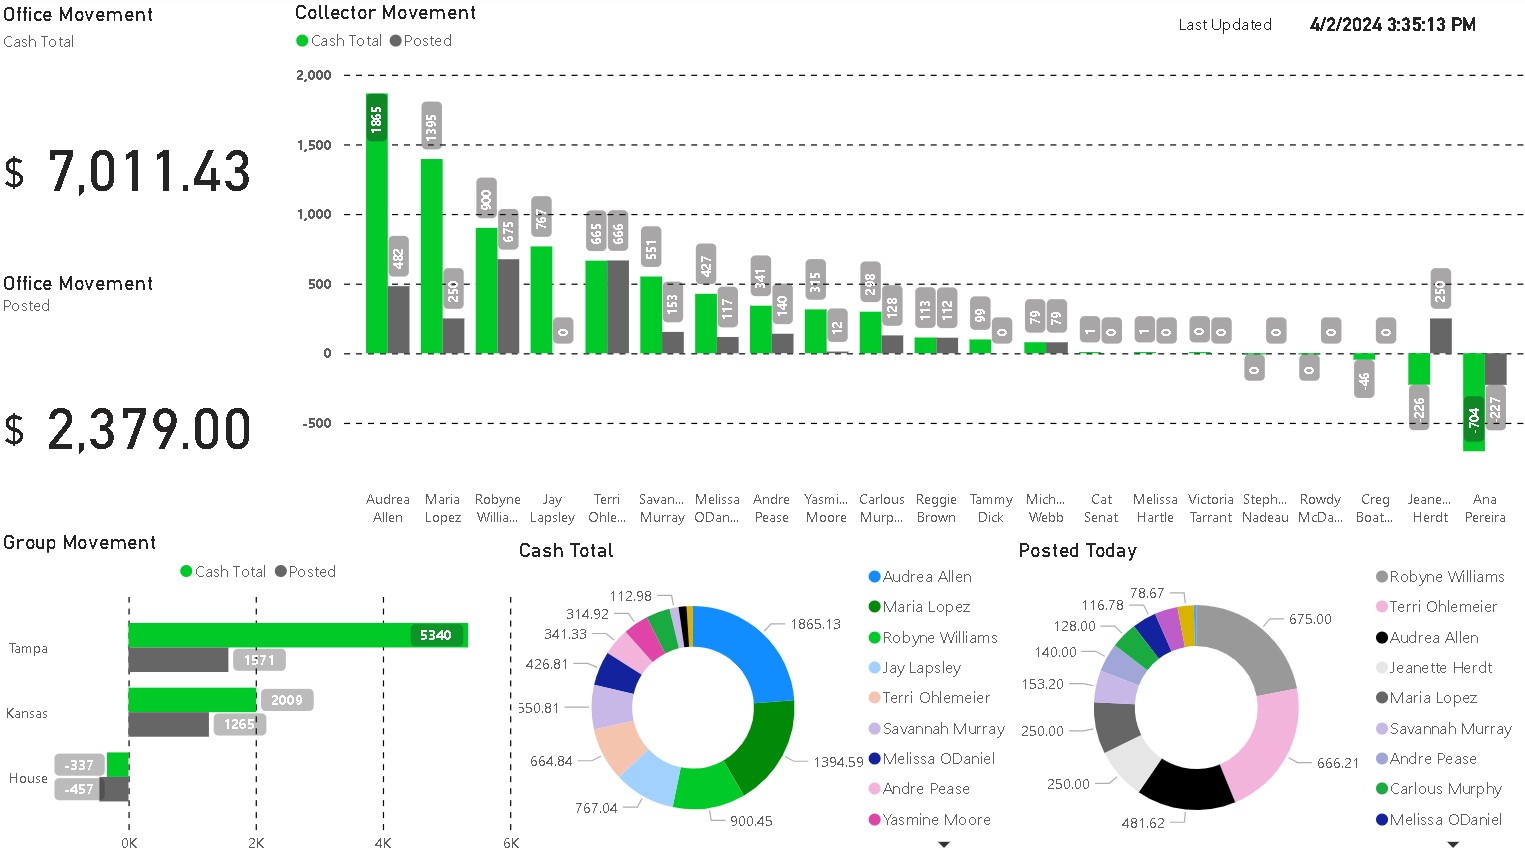 Office Movement
Cash Total
$ 7,011.43
Office Movement
Posted
$ 2,379.00
Collector Movement
Cash Total Posted
Last Updated 4/2/2024 3:35:13 PM
2,000
1,500
1,000
500
0
-500
1865 482 1395 250 900 675 767 0 665 666 551 153 427 117 341 140 315 12 298 128 113 112 99 0 79 79 1 0 1 0 0 0 0 0 0 0 -46 0 -226 250 -704 -227
Audrea Allen
Maria Lopez
Robyne Willia...
Jay Lapsley
Terri Ohle...
Savan... Murray
Melissa ODan...
Andre Pease
Yasmi... Moore
Carlous Murp...
Reggie Brown
Tammy Dick
Mich... Webb
Cat Senat
Melissa Hartle
Victoria Tarrant
Steph... Nadeau
Rowdy McDa...
Creg Boat...
Jeane... Herdt
Ana Pereira
Group Movement
Cash Total Posted
Tampa 5340
1571
Kansas 2009
1265
House -337
-457
0K 2K 4K 6K
Cash Total
112.98
314.92
341.33
426.81
550.81
664.84
767.04
900.45
1394.59
1865.13
Audrea Allen
Maria Lopez
Robyne Williams
Jay Lapsley
Terri Ohlemeier
Savannah Murray
Melissa ODaniel
Andre Pease
Yasmine Moore
Posted Today
78.67
116.78
128.00
140.00
153.20
250.00
250.00
481.62
666.21
675.00
Robyne Williams
Terri Ohlemeier
Audrea Allen
Jeanette Herdt
Maria Lopez
Savannah Murray
Andre Pease
Carlous Murphy
Melissa ODaniel